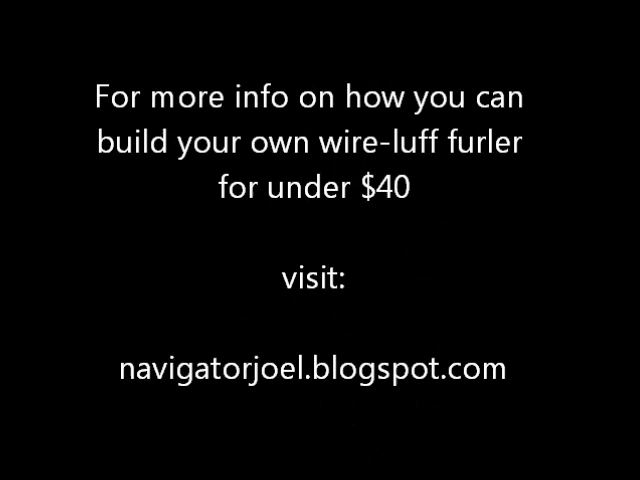 For more info on how you can
build your own wire-luff furler
for under $40
visit:
navigatorjoel.blogspot.com